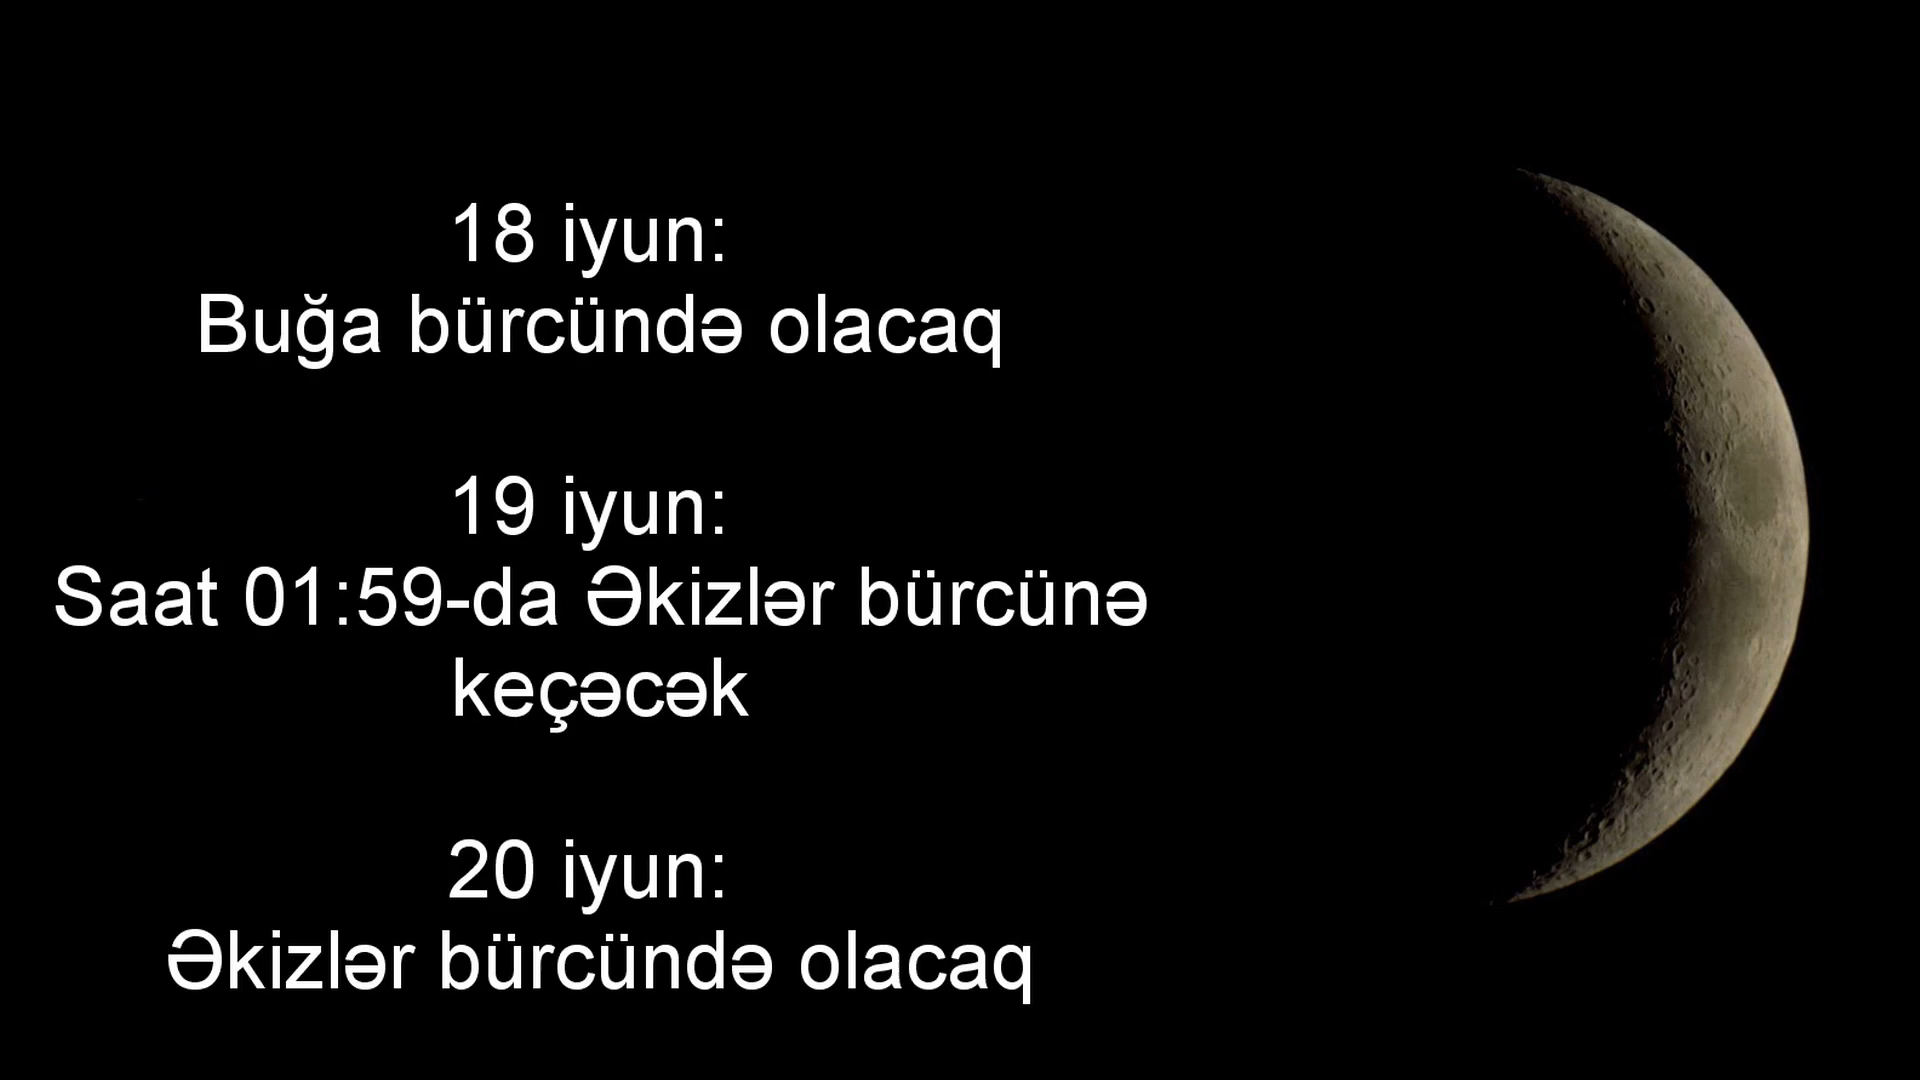 18 iyun:
Buğa bürcündə olacaq
19 iyun:
Saat 01:59-da Əkizlər bürcünə
keçəcək
20 iyun:
Əkizlər bürcündə olacaq